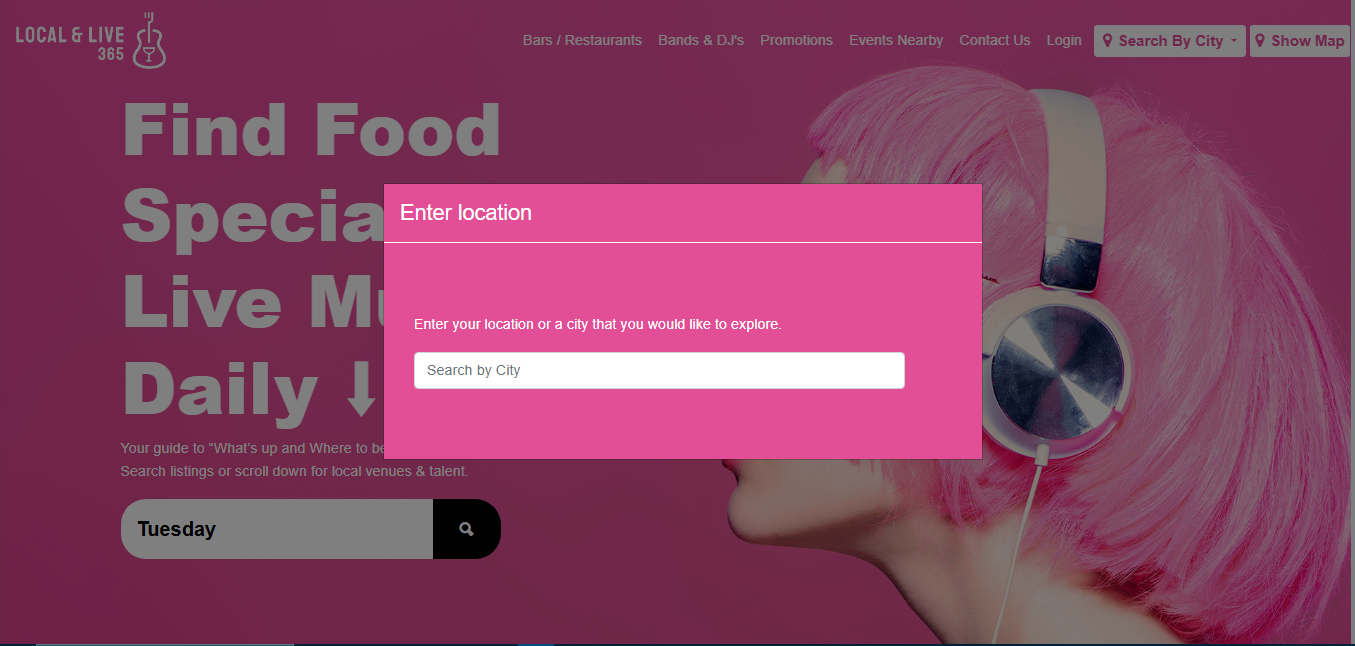 LOCAL & LIVE
365
Bars / Restaurants Bands & DJ's Promotions Events Nearby Contact Us Login Search By City Show Map
Find Food
Specia
Live Mu
Daily
Enter location
Enter your location or a city that you would like to explore.
Search by City
Your guide to "What's up and Where to be
Search listings or scroll down for local venues & talent.
Tuesday